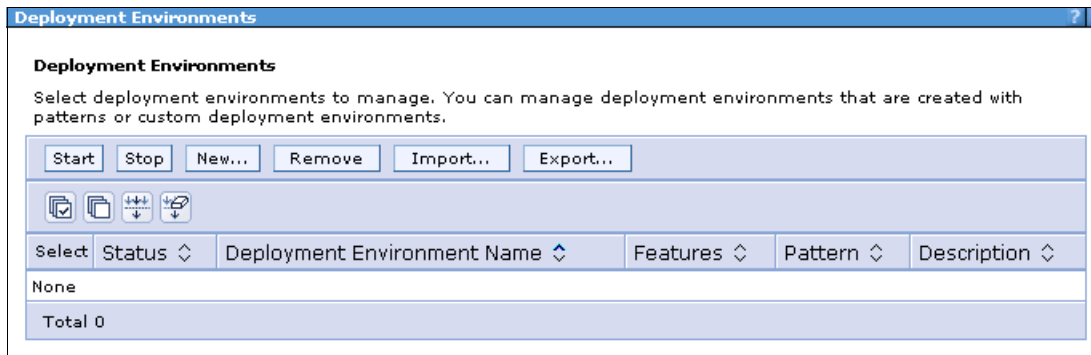 Deployment Environments ?
Deployment Environments
Select deployment environments to manage. You can manage deployment environments that are created with
patterns or custom deployment environments.
Start Stop New... Remove Import... Export...
Select Status Deployment Environment Name Features Pattern Description
None
Total 0